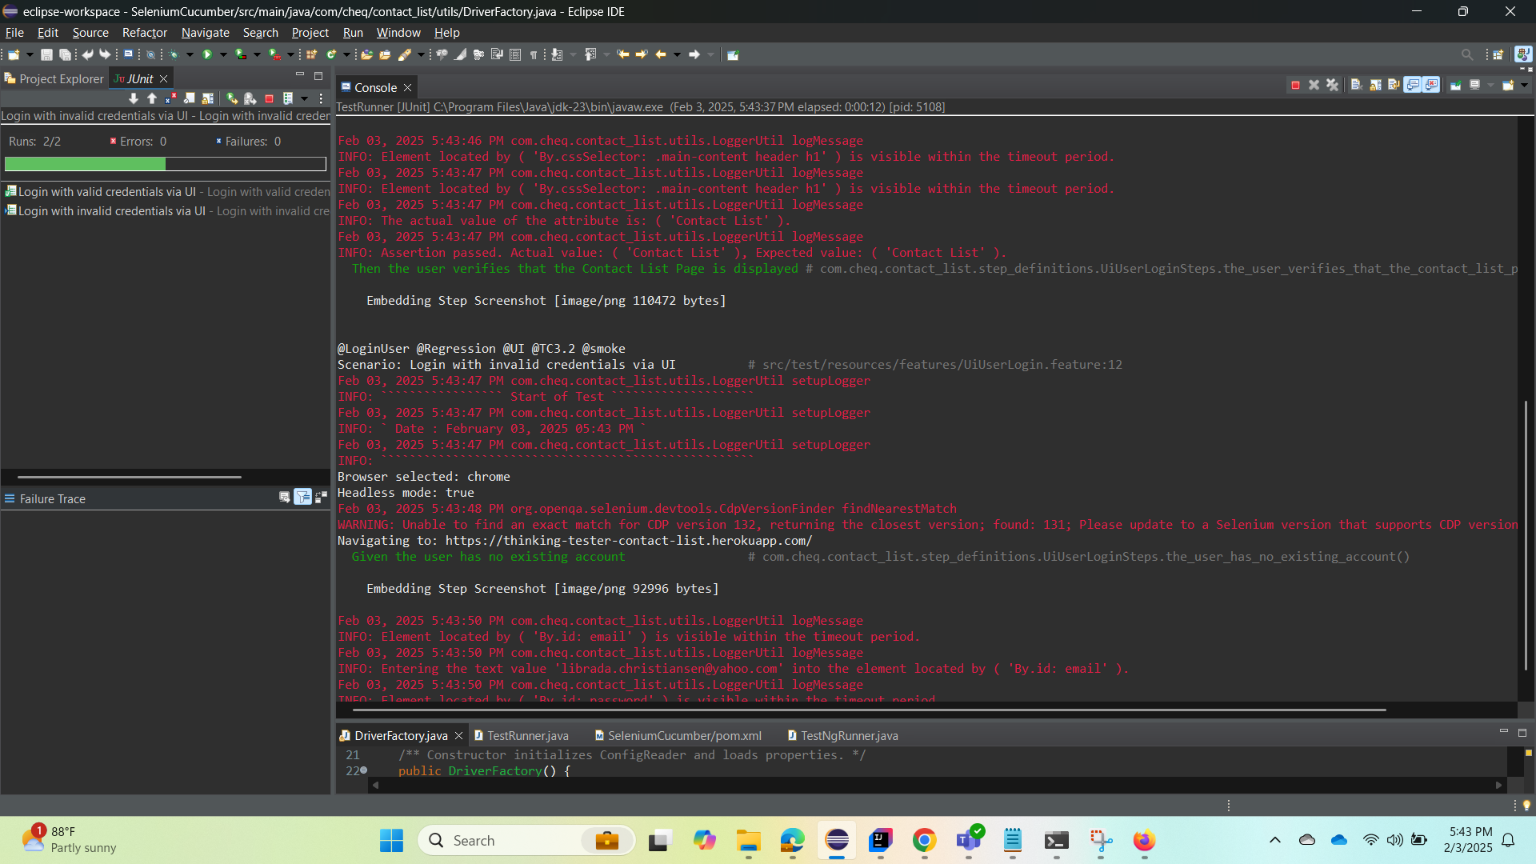 eclipse-workspace - SeleniumCucumber/src/main/java/com/cheq/contact_list/utils/DriverFactory.java - Eclipse IDE
File Edit Source Refactor Navigate Search Project Run Window Help
Project Explorer JUnit
Console
TestRunner [JUnit] C:\Program Files\Java\jdk-23\bin\javaw.exe (Feb 3, 2025, 5:43:37 PM elapsed: 0:00:12) [pid: 5108]
Login with invalid credentials via UI - Login with invalid creder
Runs: 2/2 Errors: 0 Failures: 0
Login with valid credentials via UI - Login with valid creden
Login with invalid credentials via UI - Login with invalid cre
Failure Trace
Feb 03, 2025 5:43:46 PM com.cheq.contact_list.utils.LoggerUtil logMessage
INFO: Element located by ( 'By.cssSelector: .main-content header h1' ) is visible within the timeout period.
Feb 03, 2025 5:43:47 PM com.cheq.contact_list.utils.LoggerUtil logMessage
INFO: Element located by ( 'By.cssSelector: .main-content header h1' ) is visible within the timeout period.
Feb 03, 2025 5:43:47 PM com.cheq.contact_list.utils.LoggerUtil logMessage
INFO: The actual value of the attribute is: ( 'Contact List' ).
Feb 03, 2025 5:43:47 PM com.cheq.contact_list.utils.LoggerUtil logMessage
INFO: Assertion passed. Actual value: ( 'Contact List' ), Expected value: ( 'Contact List' ).
Then the user verifies that the Contact List Page is displayed # com.cheq.contact_list.step_definitions.UiUserLoginSteps.the_user_verifies_that_the_contact_list_p
Embedding Step Screenshot [image/png 110472 bytes]
@LoginUser @Regression @UI @TC3.2 @smoke
Scenario: Login with invalid credentials via UI # src/test/resources/features/UiUserLogin.feature:12
Feb 03, 2025 5:43:47 PM com.cheq.contact_list.utils.LoggerUtil setupLogger
INFO: ````````````````` Start of Test ````````````````````
Feb 03, 2025 5:43:47 PM com.cheq.contact_list.utils.LoggerUtil setupLogger
INFO: ` Date : February 03, 2025 05:43 PM `
Feb 03, 2025 5:43:47 PM com.cheq.contact_list.utils.LoggerUtil setupLogger
INFO: ````````````````````````````````````````````````````
Browser selected: chrome
Headless mode: true
Feb 03, 2025 5:43:48 PM org.openqa.selenium.devtools.CdpVersionFinder findNearestMatch
WARNING: Unable to find an exact match for CDP version 132, returning the closest version; found: 131; Please update to a Selenium version that supports CDP version
Navigating to: https://thinking-tester-contact-list.herokuapp.com/
Given the user has no existing account # com.cheq.contact_list.step_definitions.UiUserLoginSteps.the_user_has_no_existing_account()
Embedding Step Screenshot [image/png 92996 bytes]
Feb 03, 2025 5:43:50 PM com.cheq.contact_list.utils.LoggerUtil logMessage
INFO: Element located by ( 'By.id: email' ) is visible within the timeout period.
Feb 03, 2025 5:43:50 PM com.cheq.contact_list.utils.LoggerUtil logMessage
INFO: Entering the text value 'librada.christiansen@yahoo.com' into the element located by ( 'By.id: email' ).
Feb 03, 2025 5:43:50 PM com.cheq.contact_list.utils.LoggerUtil logMessage
INFO: Element located by ( 'By.id: password' ) is visible within the timeout period.
DriverFactory.java TestRunner.java SeleniumCucumber/pom.xml TestNgRunner.java
21 /** Constructor initializes ConfigReader and loads properties. */
22 public DriverFactory() {
1
88°F
Partly sunny
Search
5:43 PM
2/3/2025